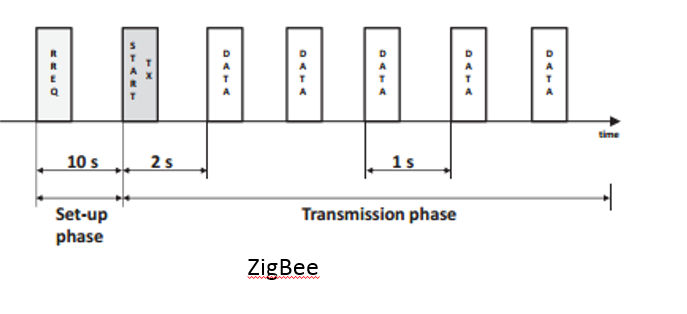 RREQ
START
TX
DATA
DATA
DATA
DATA
DATA
time
10 s
2 s
1 s
Set-up
phase
Transmission phase
ZigBee